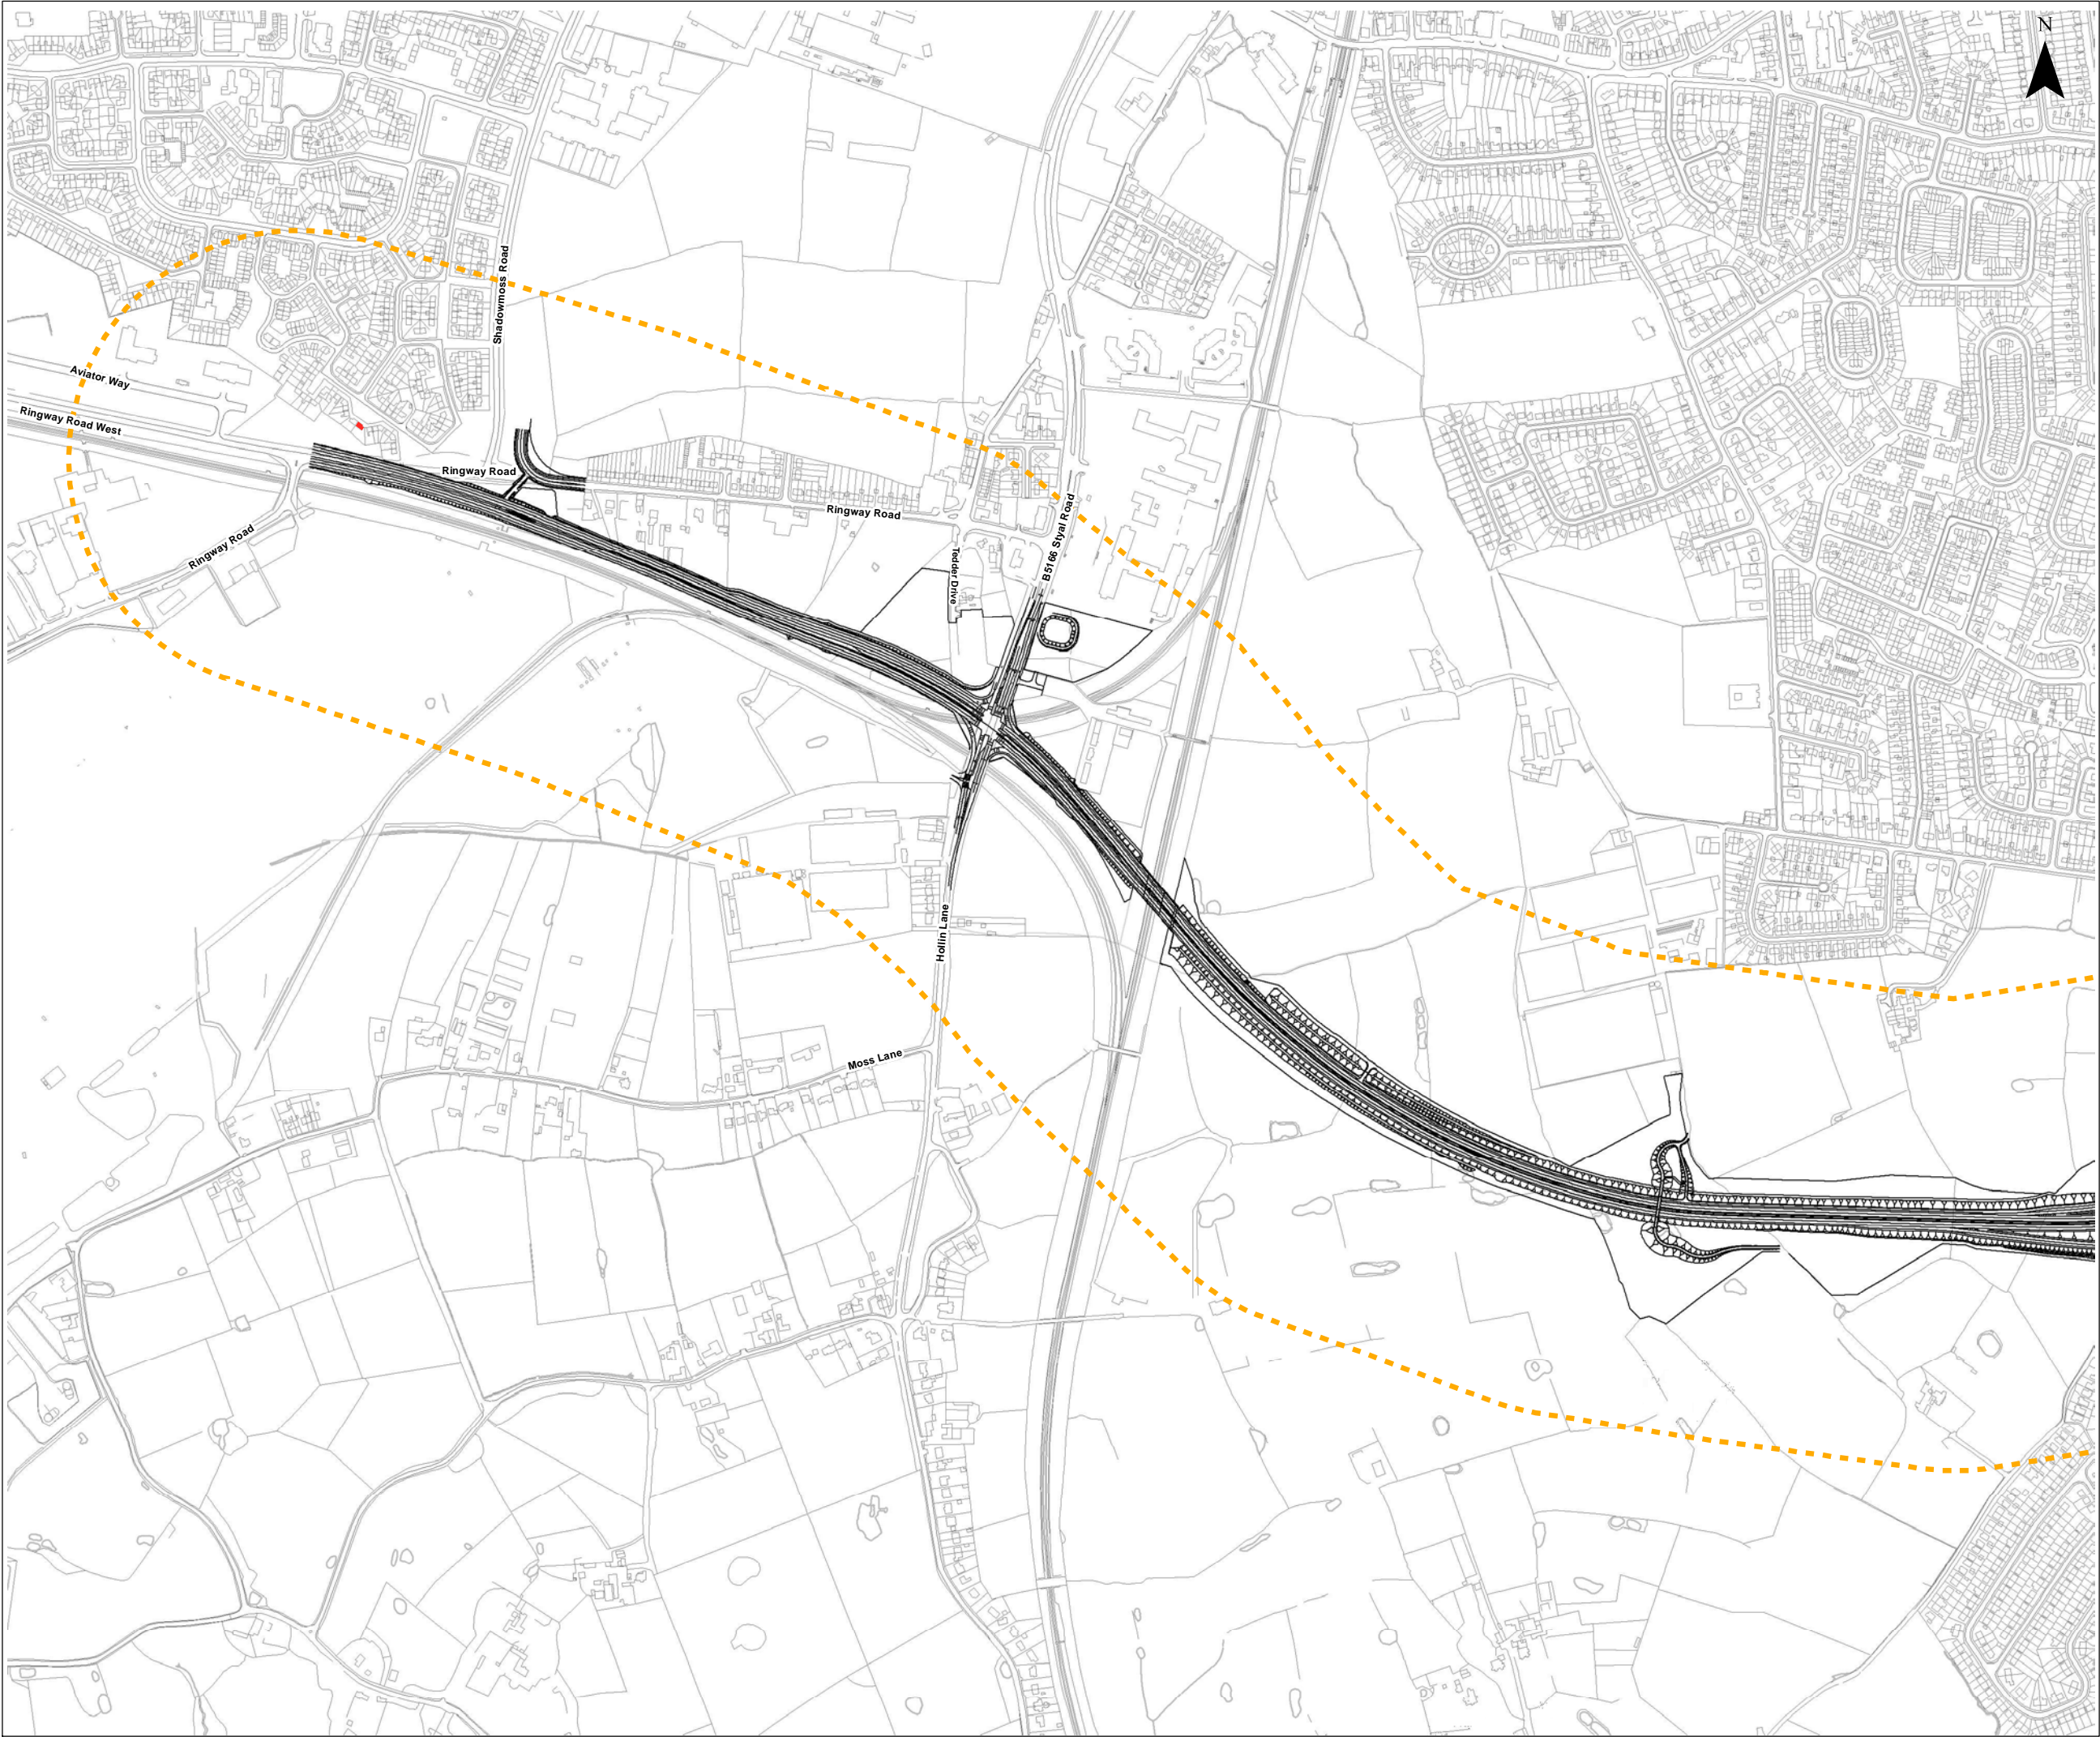 N
Shadowmoss Road
Aviator Way
Ringway Road West
Ringway Road
Ringway Road
B5166 Styal Road
Ringway Road
Tedder Drive
Hollin Lane
Moss Lane